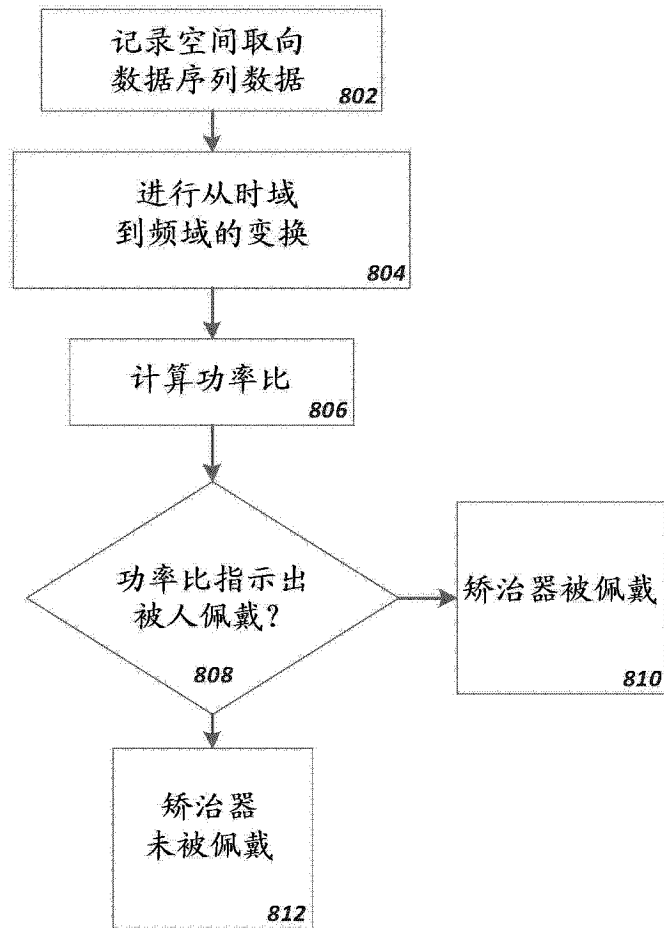 记录空间取向
数据序列数据
802
进行从时域
到频域的变换
804
计算功率比
806
功率比指示出
被人佩戴?
808
矫治器被佩戴
810
矫治器
未被佩戴
812